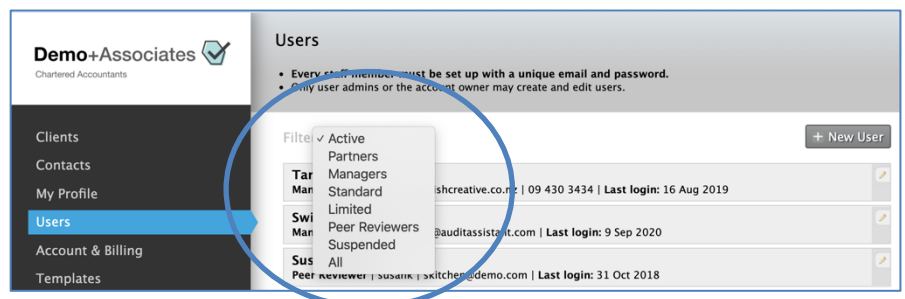 Demo+Associates
Chartered Accountants
Clients
Contacts
My Profile
Users
Account & Billing
Templates
Users
• Every staff member must be set up with a unique email and password.
• Only user admins or the account owner may create and edit users.
Filter
+ New User
✓ Active
Partners
Managers
Standard
Limited
Peer Reviewers
Suspended
All
Tar
Man shcreative.co.nz | 09 430 3434 | Last login: 16 Aug 2019
Swi
Man @auditassistant.com | Last login: 9 Sep 2020
Sus
Peer Reviewer | susank | skitchen@demo.com | Last login: 31 Oct 2018